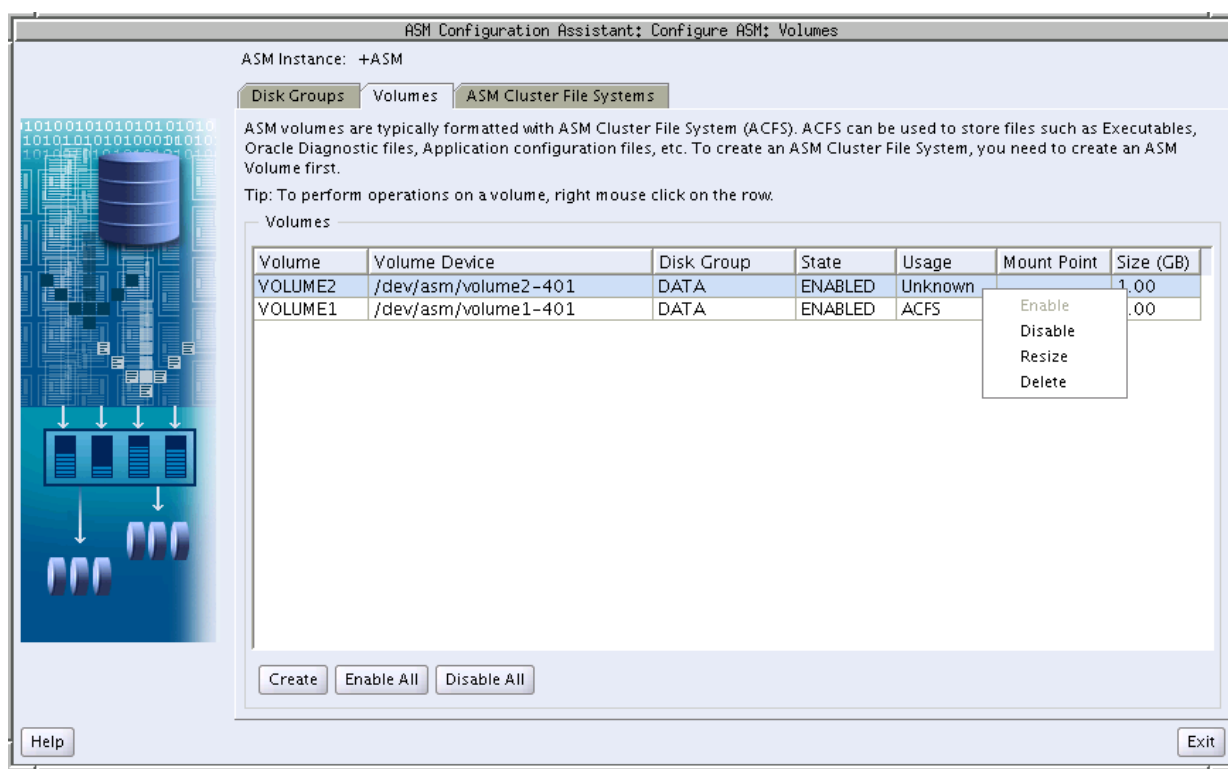 ASM Configuration Assistant: Configure ASM: Volumes
ASM Instance: +ASM
Disk Groups Volumes ASM Cluster File Systems
ASM volumes are typically formatted with ASM Cluster File System (ACFS). ACFS can be used to store files such as Executables,
Oracle Diagnostic files, Application configuration files, etc. To create an ASM Cluster File System, you need to create an ASM
Volume first.
Tip: To perform operations on a volume, right mouse click on the row.
Volumes
Volume Volume Device Disk Group State Usage Mount Point Size (GB)
VOLUME2 /dev/asm/volume2-401 DATA ENABLED Unknown 1.00
VOLUME1 /dev/asm/volume1-401 DATA ENABLED ACFS .00
Enable
Disable
Resize
Delete
Create Enable All Disable All
Help Exit